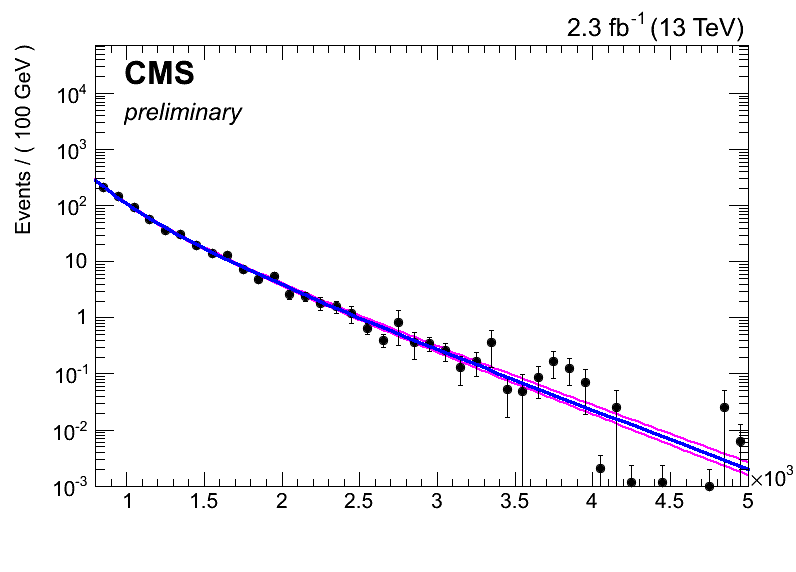 2.3 fb⁻¹ (13 TeV)
CMS
preliminary
Events / ( 100 GeV )
10⁴
10³
10²
10
1
10⁻¹
10⁻²
10⁻³
1 1.5 2 2.5 3 3.5 4 4.5 5
×10³